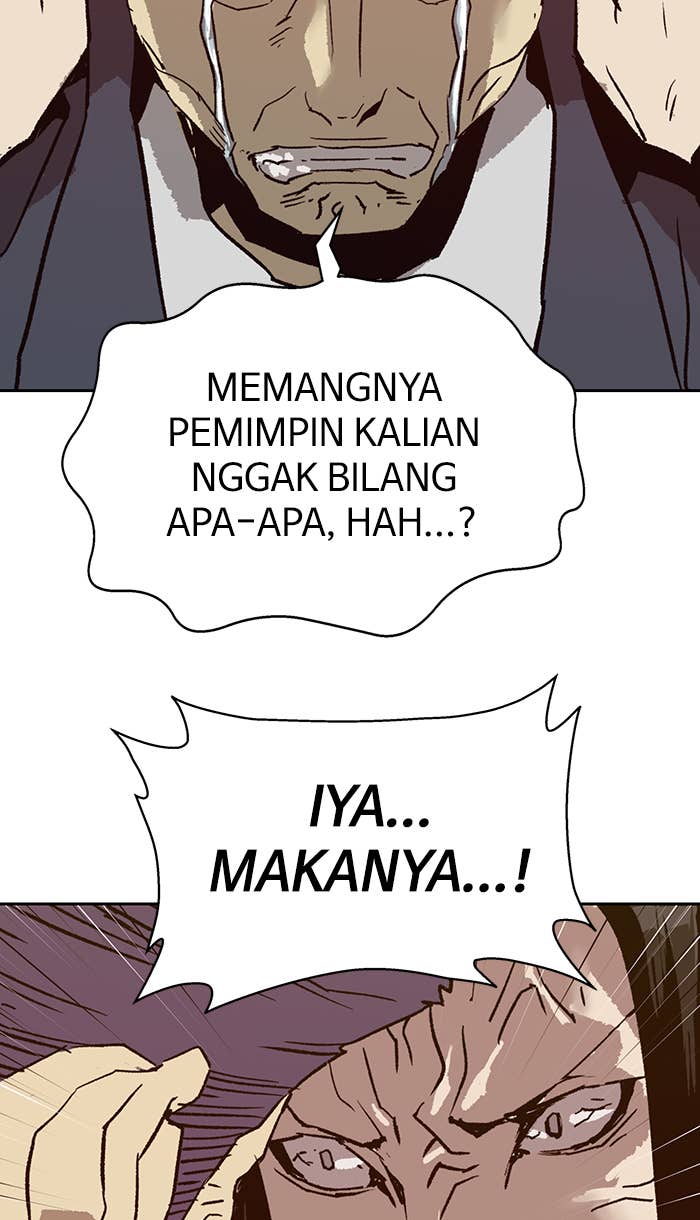 MEMANGNYA
PEMIMPIN KALIAN
NGGAK BILANG
APA-APA, HAH...?
IYA...
MAKANYA...!